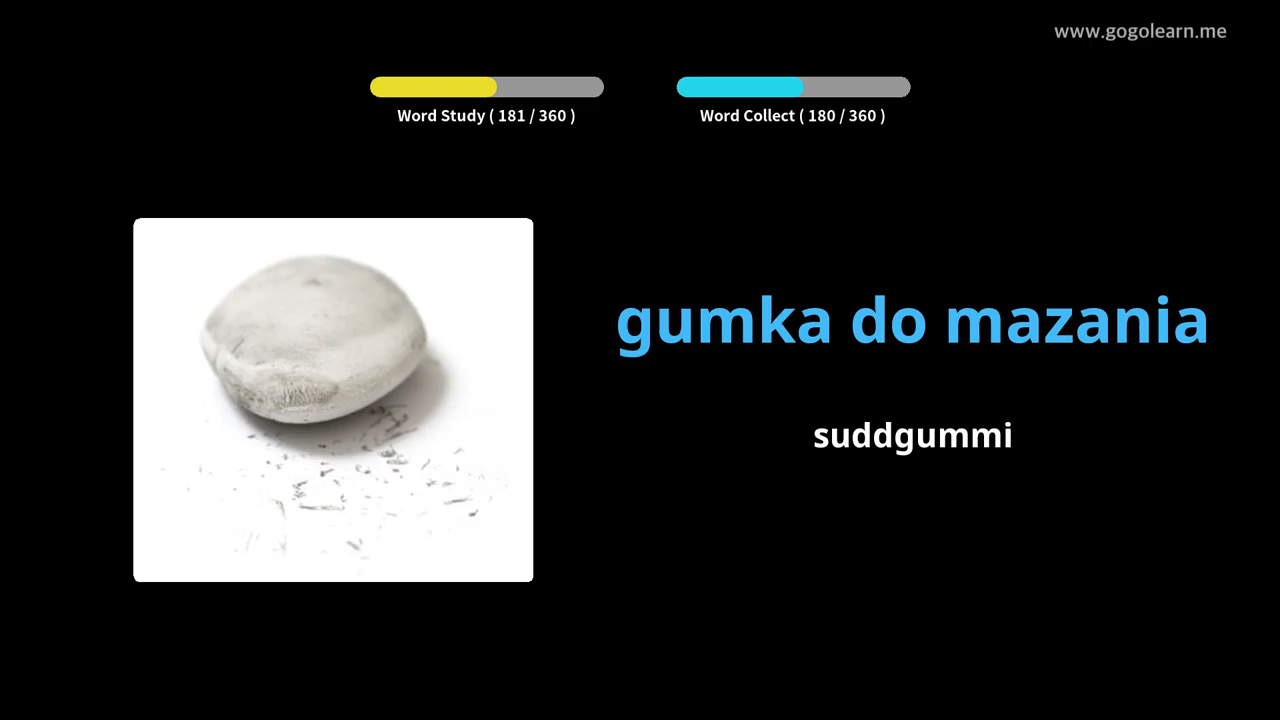 www.gogolearn.me
Word Study ( 181 / 360 )
Word Collect ( 180 / 360 )
gumka do mazania
suddgummi